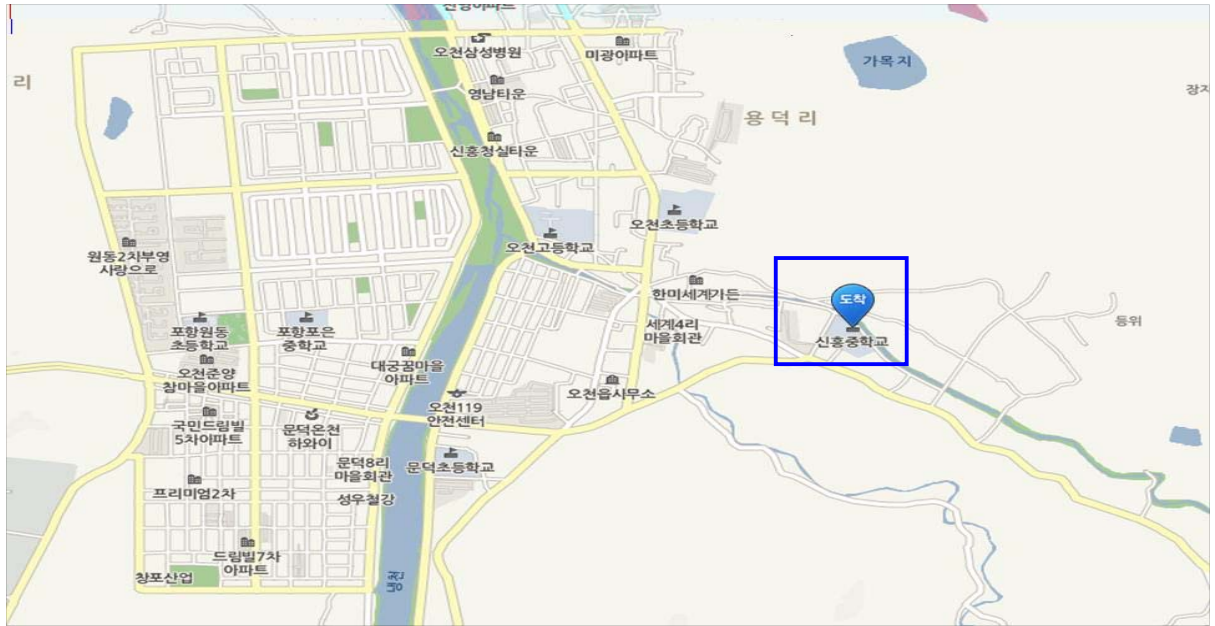 오천삼성병원
미광아파트
가목지
리
장지
영남타운
용덕리
신흥청실타운
오천초등학교
오천고등학교
원동2차부영
사랑으로
한미세계가든
도착
포항원동
초등학교
포항포은
중학교
세계4리
마을회관
신흥중학교
등위
오천준양
참마을아파트
대궁꿈마을
아파트
오천읍사무소
오천119
안전센터
국민드림빌
5차아파트
문덕온천
하와이
문덕8리
마을회관
문덕초등학교
프리미엄2차
성우철강
드림빌7차
아파트
창포산업
냉천